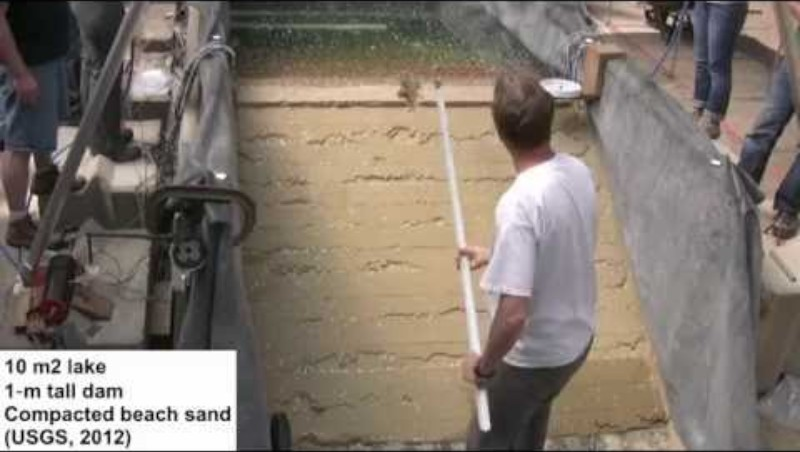 10 m2 lake
1-m tall dam
Compacted beach sand
(USGS, 2012)